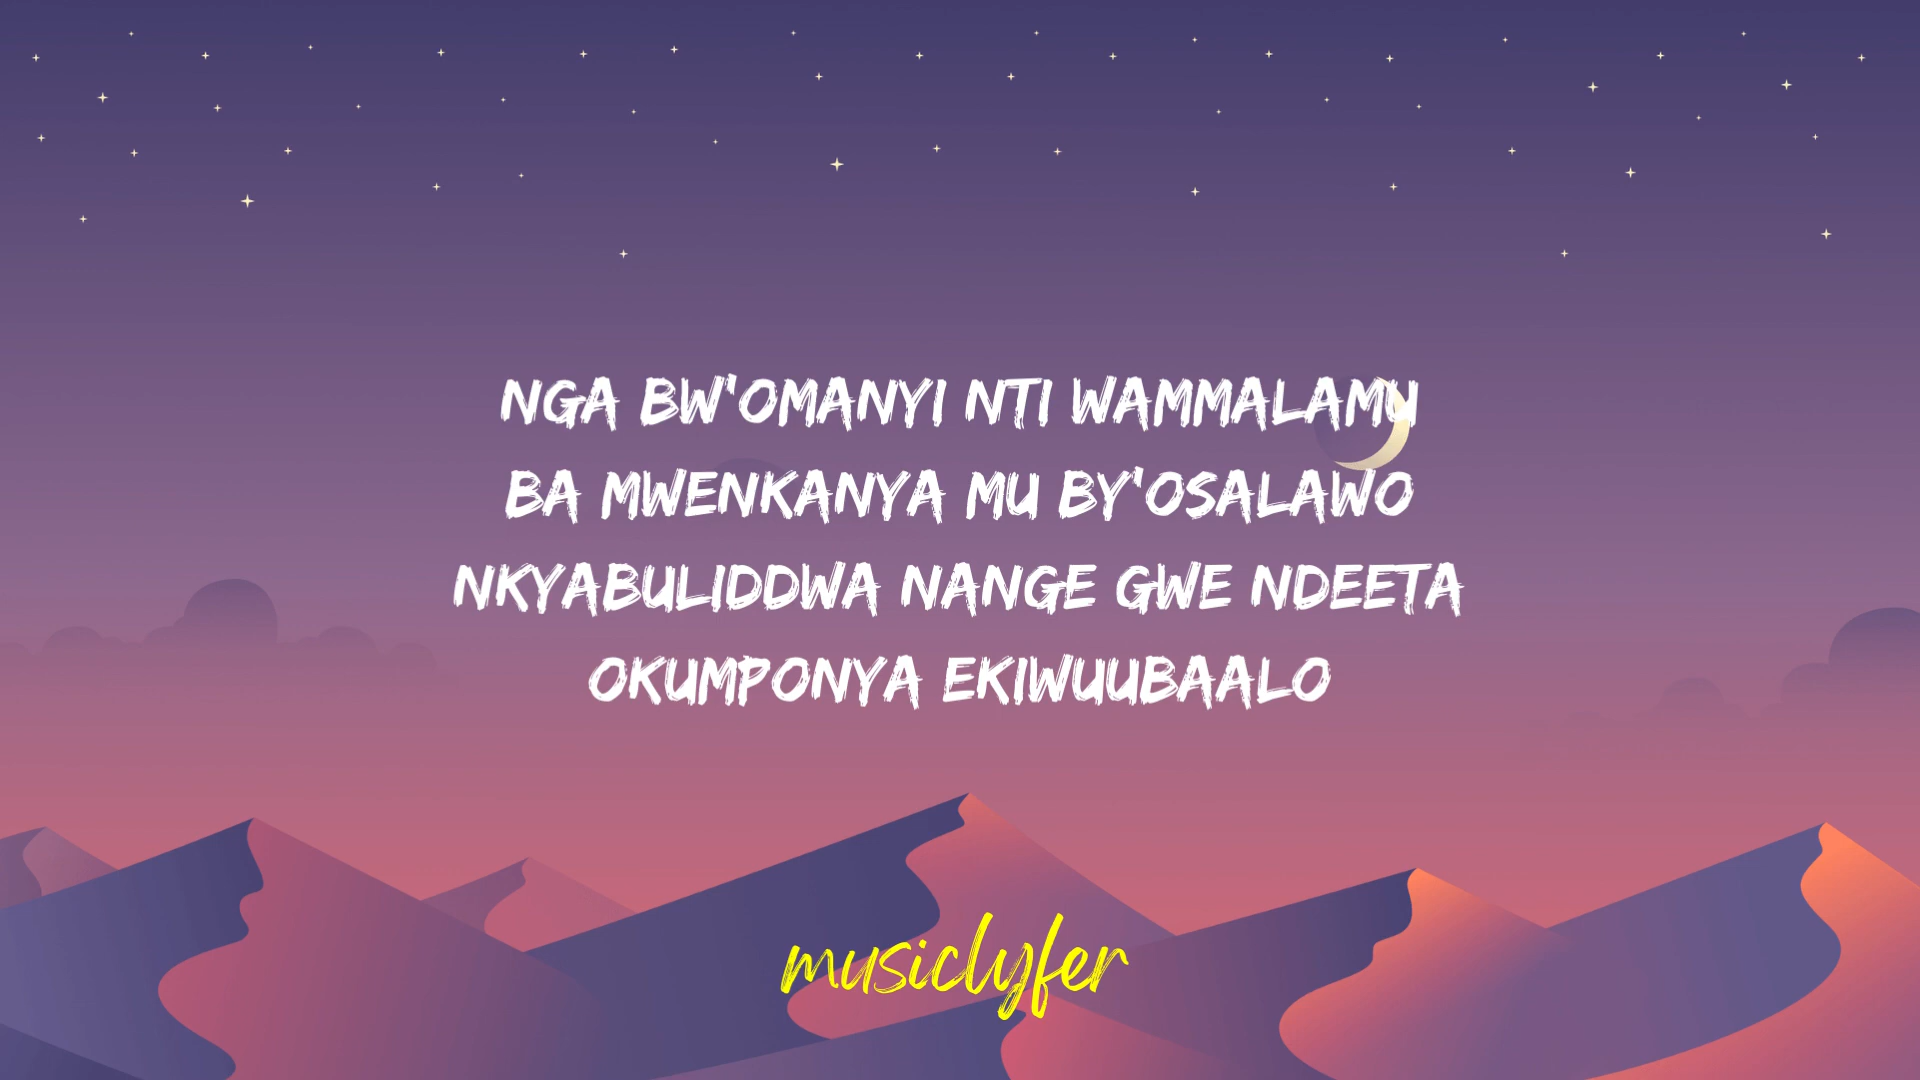 NGA BW'OMANYI NTI WAMMALAMU
BA MWENKANYA MU BY'OSALAWO
NKYABULIDDWA NANGE GWE NDEETA
OKUMPONYA EKIWUUBAALO
musiclyfer